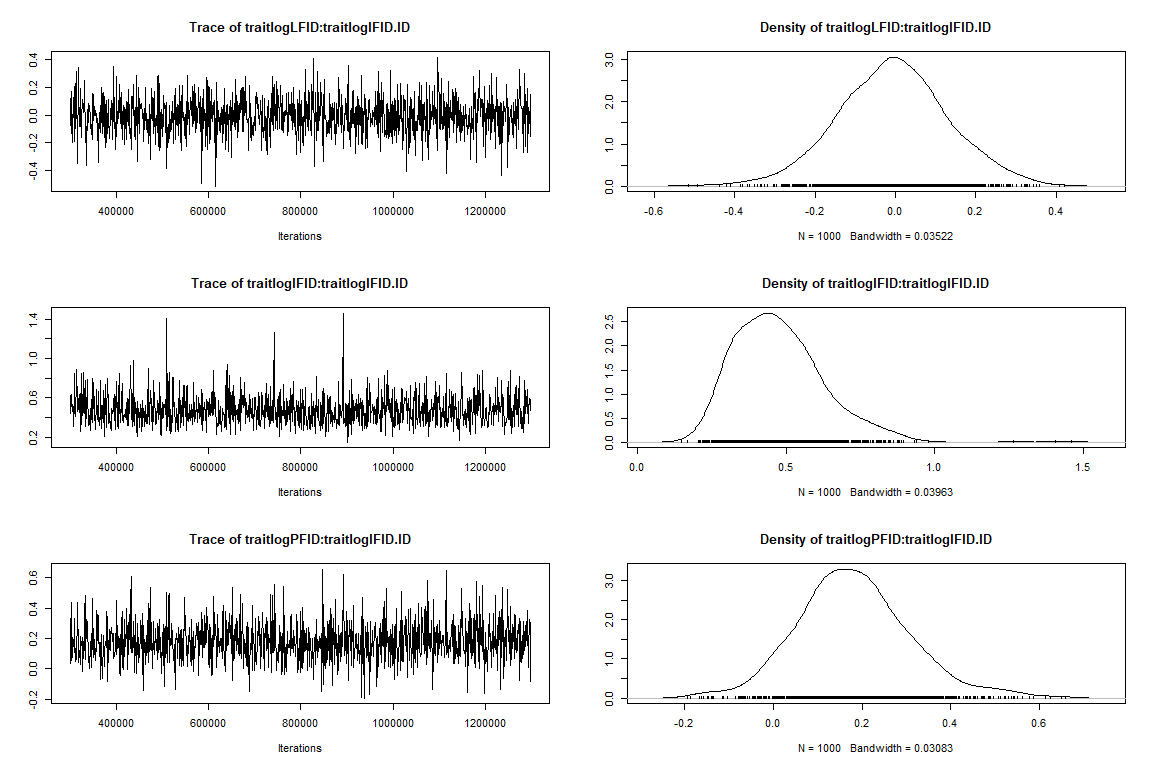 Trace of traitlogLFID:traitlogIFID.ID
0.4
0.2
0.0
-0.2
-0.4
400000 600000 800000 1000000 1200000
Iterations
Density of traitlogLFID:traitlogIFID.ID
3.0
2.0
1.0
0.0
-0.6 -0.4 -0.2 0.0 0.2 0.4
N = 1000 Bandwidth = 0.03522
Trace of traitlogIFID:traitlogIFID.ID
1.4
1.0
0.6
0.2
400000 600000 800000 1000000 1200000
Iterations
Density of traitlogIFID:traitlogIFID.ID
2.5
2.0
1.5
1.0
0.5
0.0
0.0 0.5 1.0 1.5
N = 1000 Bandwidth = 0.03963
Trace of traitlogPFID:traitlogIFID.ID
0.6
0.4
0.2
0.0
-0.2
400000 600000 800000 1000000 1200000
Iterations
Density of traitlogPFID:traitlogIFID.ID
3.0
2.0
1.0
0.0
-0.2 0.0 0.2 0.4 0.6
N = 1000 Bandwidth = 0.03083